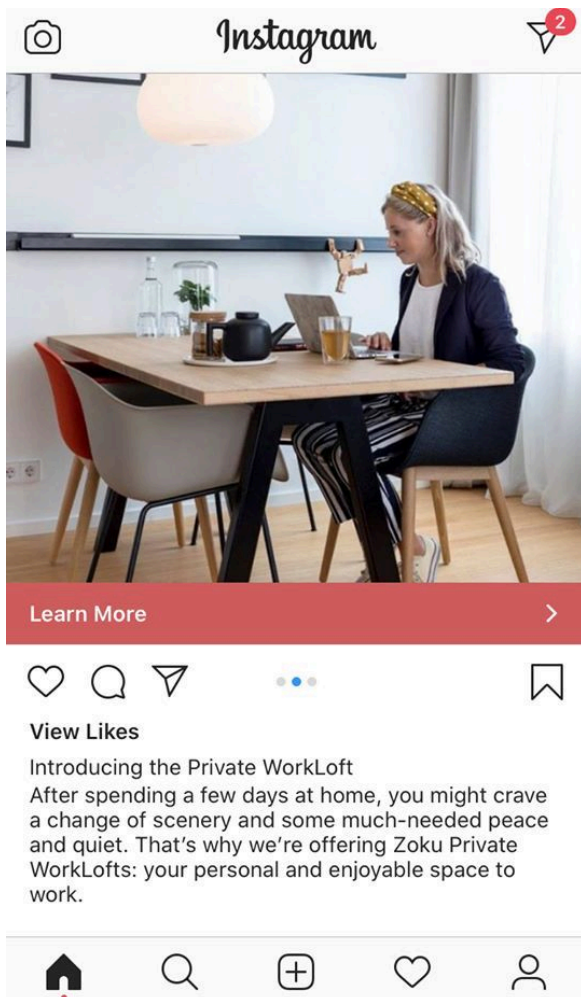 Instagram
2
Learn More
View Likes
Introducing the Private WorkLoft
After spending a few days at home, you might crave
a change of scenery and some much-needed peace
and quiet. That’s why we’re offering Zoku Private
WorkLofts: your personal and enjoyable space to
work.